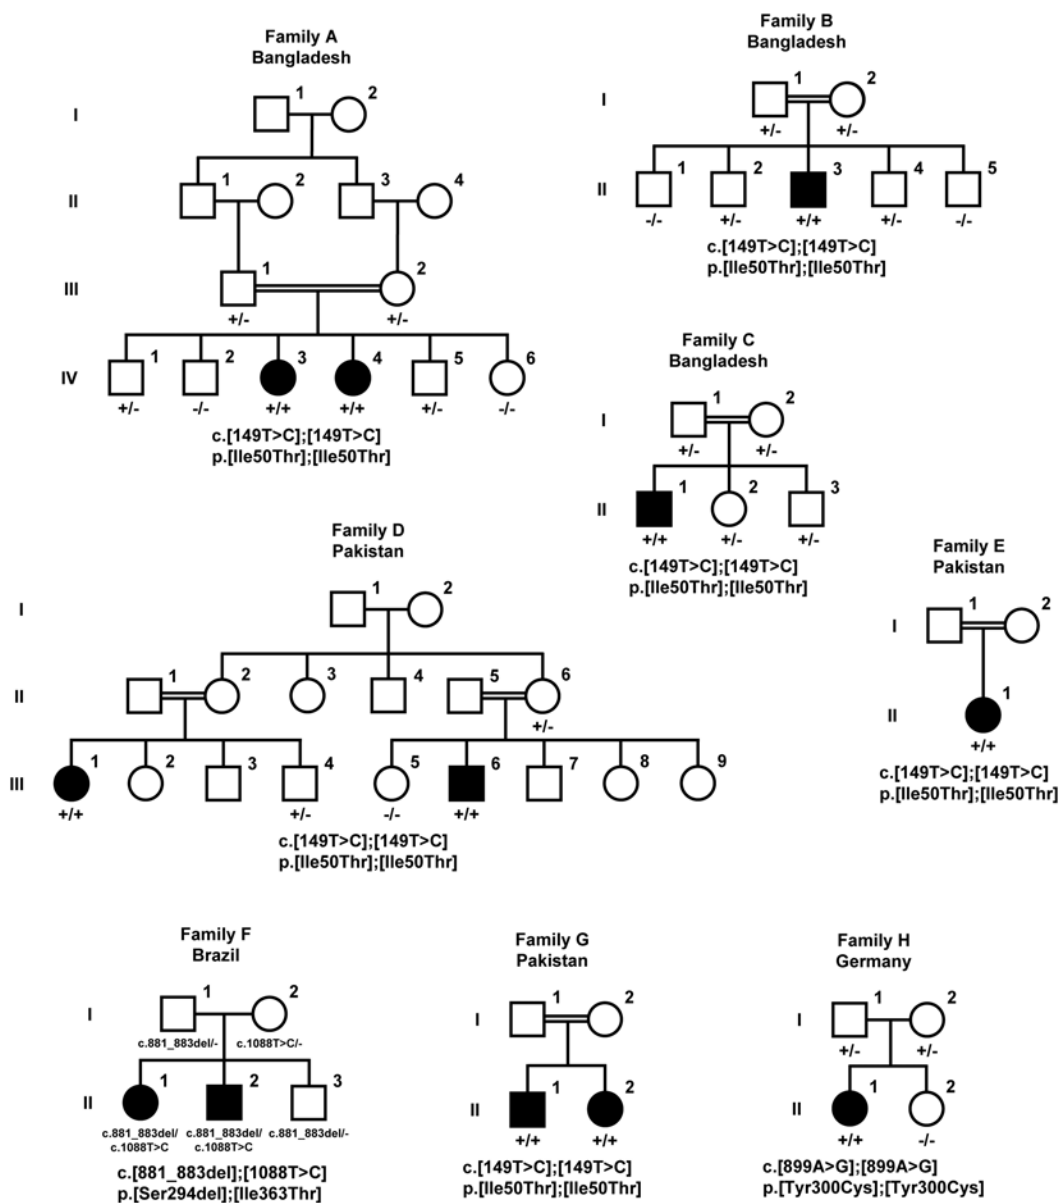 Family A
Bangladesh
I
1
2
II
1
2
3
4
III
1
2
+/-
+/-
IV
1
2
3
4
5
6
+/-
-/-
+/+
+/+
+/-
-/-
c.[149T>C];[149T>C]
p.[Ile50Thr];[Ile50Thr]
Family B
Bangladesh
I
1
2
+/-
+/-
II
1
2
3
4
5
-/-
+/-
+/+
+/-
-/-
c.[149T>C];[149T>C]
p.[Ile50Thr];[Ile50Thr]
Family C
Bangladesh
I
1
2
+/-
+/-
II
1
2
3
+/+
+/-
+/-
c.[149T>C];[149T>C]
p.[Ile50Thr];[Ile50Thr]
Family D
Pakistan
I
1
2
II
1
2
3
4
5
6
+/-
III
1
2
3
4
5
6
7
8
9
+/+
+/-
-/-
+/+
c.[149T>C];[149T>C]
p.[Ile50Thr];[Ile50Thr]
Family E
Pakistan
I
1
2
II
1
+/+
c.[149T>C];[149T>C]
p.[Ile50Thr];[Ile50Thr]
Family F
Brazil
I
1
2
c.881_883del/-
c.1088T>C/-
II
1
2
3
c.881_883del/
c.1088T>C
c.881_883del/
c.1088T>C
c.881_883del/-
c.[881_883del];[1088T>C]
p.[Ser294del];[Ile363Thr]
Family G
Pakistan
I
1
2
II
1
2
+/+
+/+
c.[149T>C];[149T>C]
p.[Ile50Thr];[Ile50Thr]
Family H
Germany
I
1
2
+/-
+/-
II
1
2
+/+
-/-
c.[899A>G];[899A>G]
p.[Tyr300Cys];[Tyr300Cys]